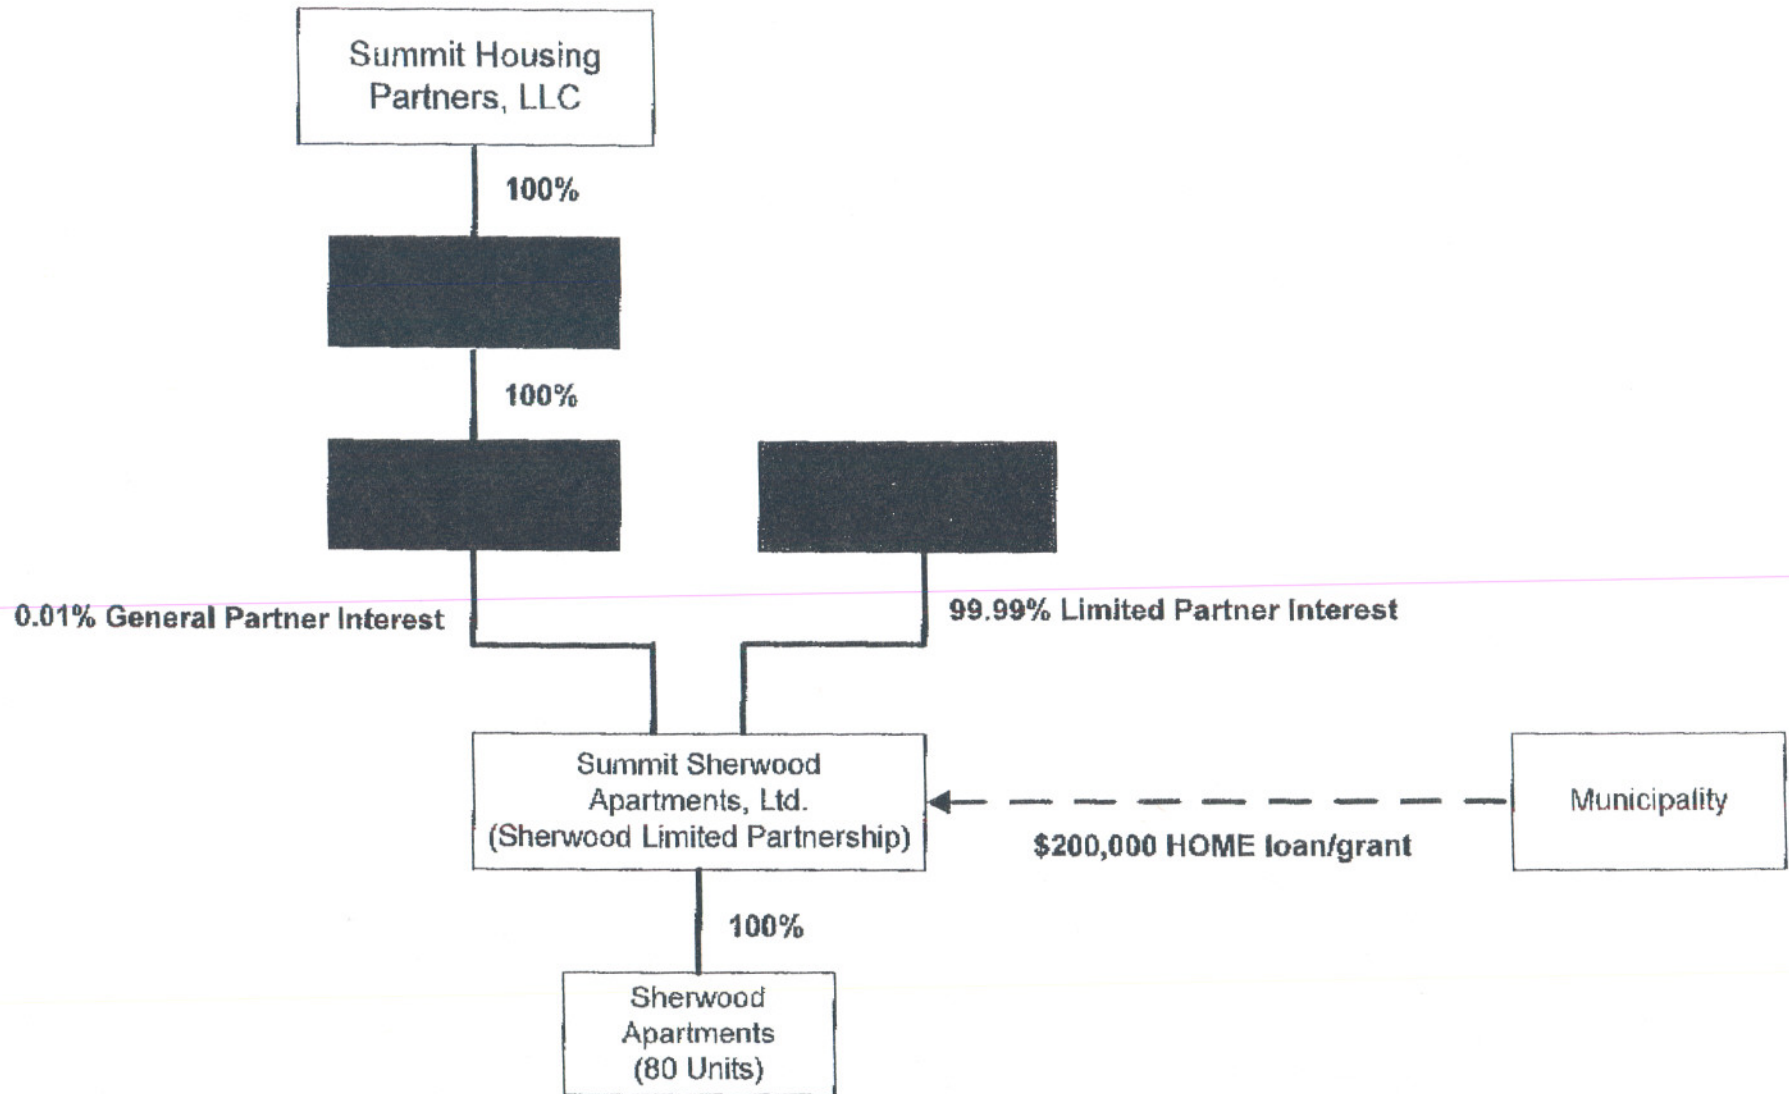 Summit Housing
Partners, LLC
100%
100%
0.01% General Partner Interest
99.99% Limited Partner Interest
Summit Sherwood
Apartments, Ltd.
(Sherwood Limited Partnership)
$200,000 HOME loan/grant
Municipality
100%
Sherwood
Apartments
(80 Units)